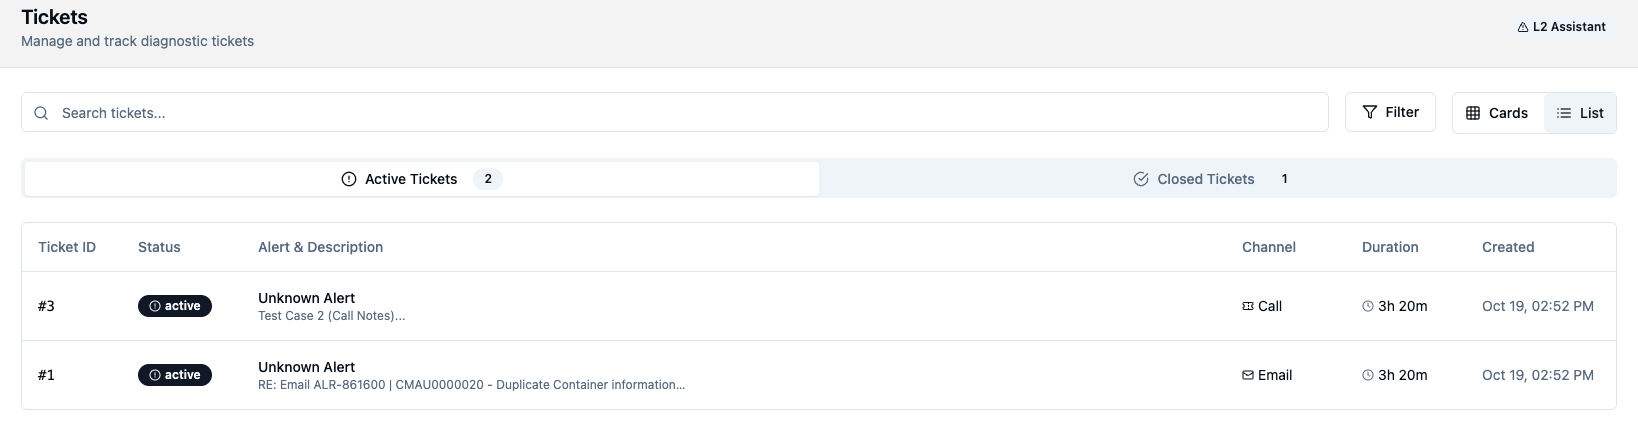 Tickets
Manage and track diagnostic tickets
L2 Assistant
Search tickets...
Filter
Cards
List
Active Tickets 2
Closed Tickets 1
Ticket ID Status Alert & Description Channel Duration Created
#3 active Unknown Alert Call 3h 20m Oct 19, 02:52 PM
Test Case 2 (Call Notes)...
#1 active Unknown Alert Email 3h 20m Oct 19, 02:52 PM
RE: Email ALR-861600 | CMAU0000020 - Duplicate Container information...